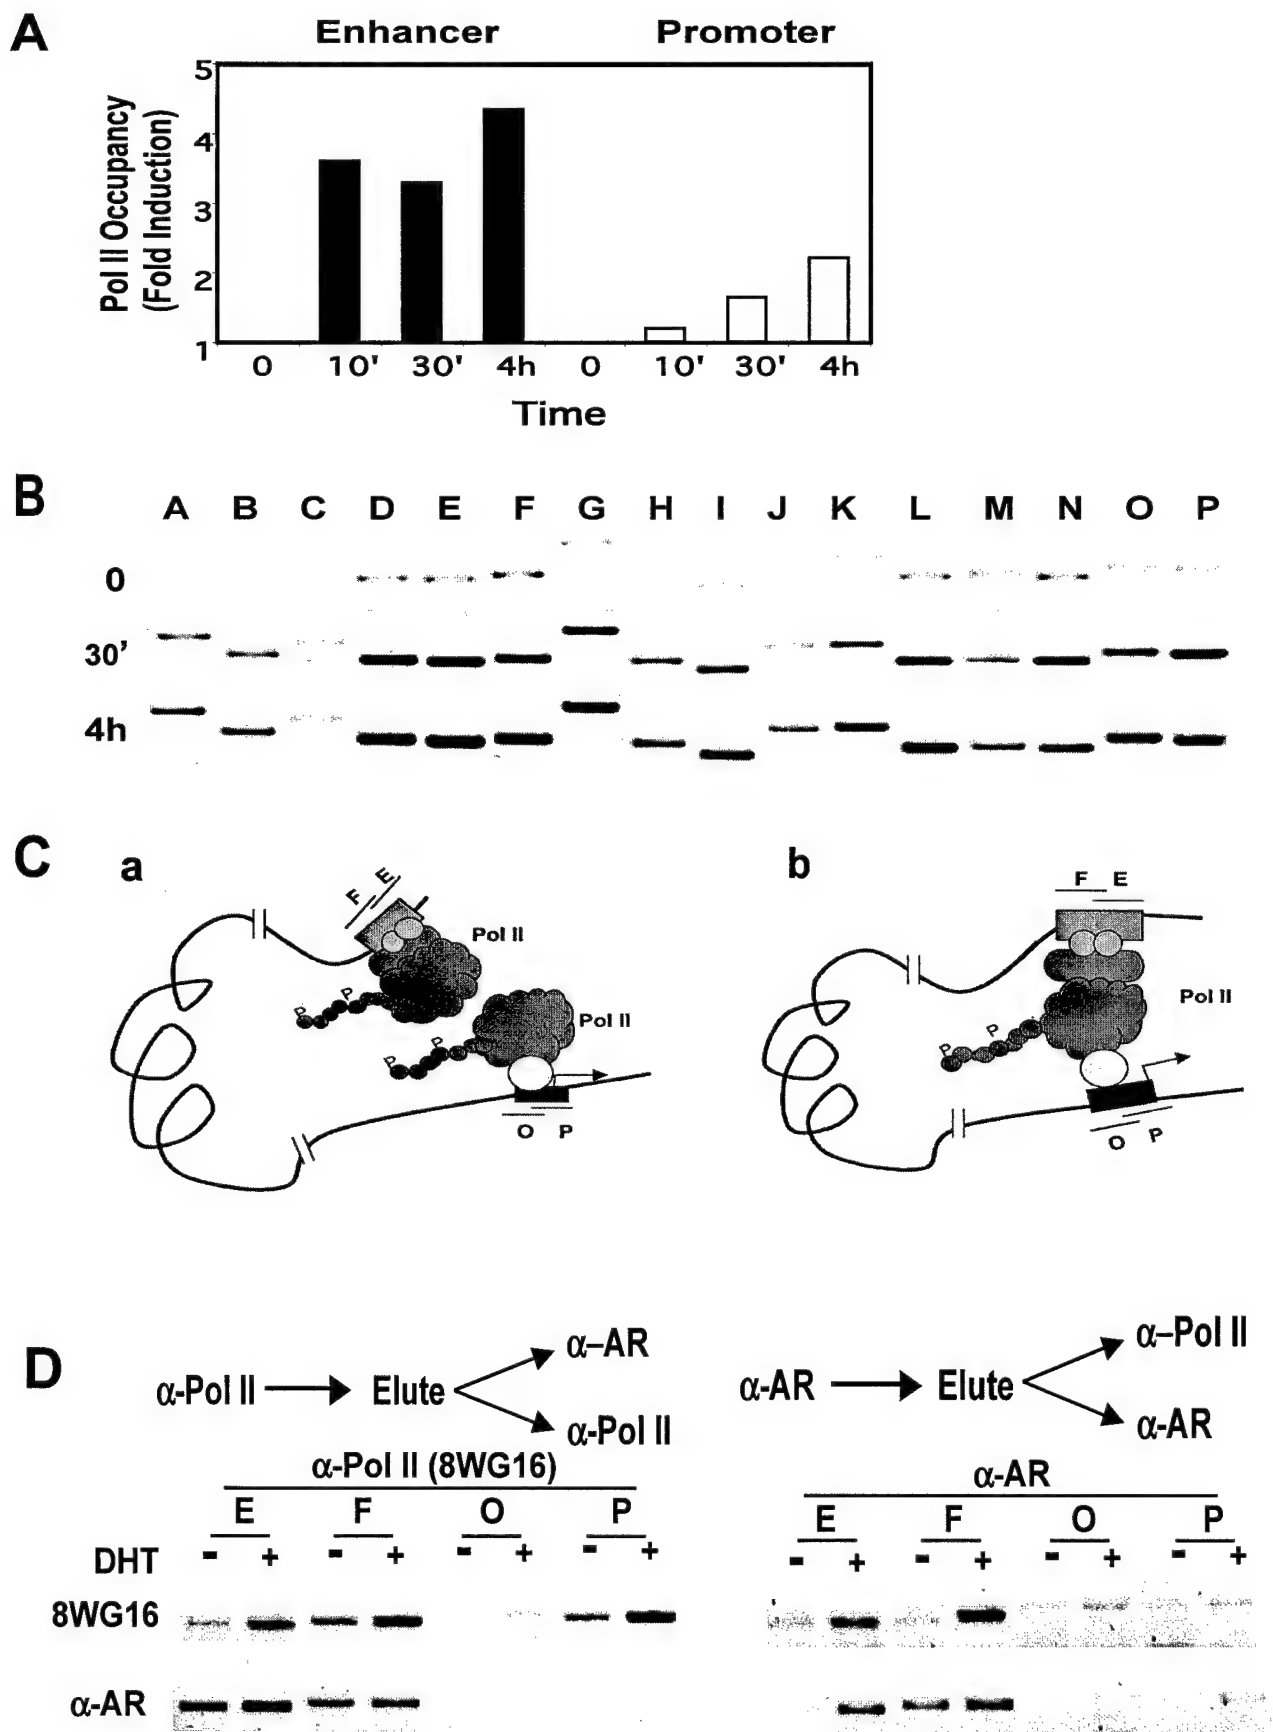 A
Enhancer Promoter
Pol II Occupancy
(Fold Induction)
5
4
3
2
1
0 10' 30' 4h 0 10' 30' 4h
Time
B
A B C D E F G H I J K L M N O P
0
30’
4h
C
a
F E
Pol II
P P
Pol II
P P
O P
b
F E
Pol II
P P
O P
D
α-Pol II Elute
α–AR
α-Pol II
α-Pol II (8WG16)
E F O P
DHT - + - + - + - +
8WG16
α-AR
α-AR Elute
α–Pol II
α-AR
α-AR
E F O P
- + - + - + - +